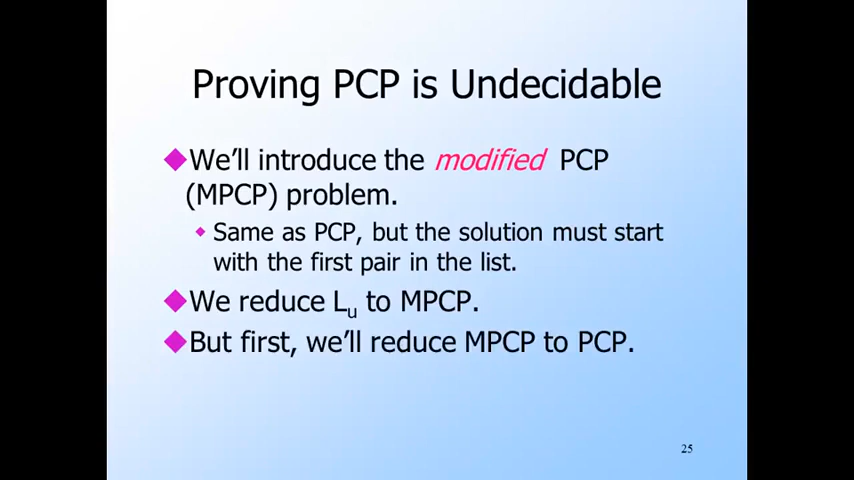 Proving PCP is Undecidable
We'll introduce the modified PCP
(MPCP) problem.
Same as PCP, but the solution must start
with the first pair in the list.
We reduce Lu to MPCP.
But first, we'll reduce MPCP to PCP.
25